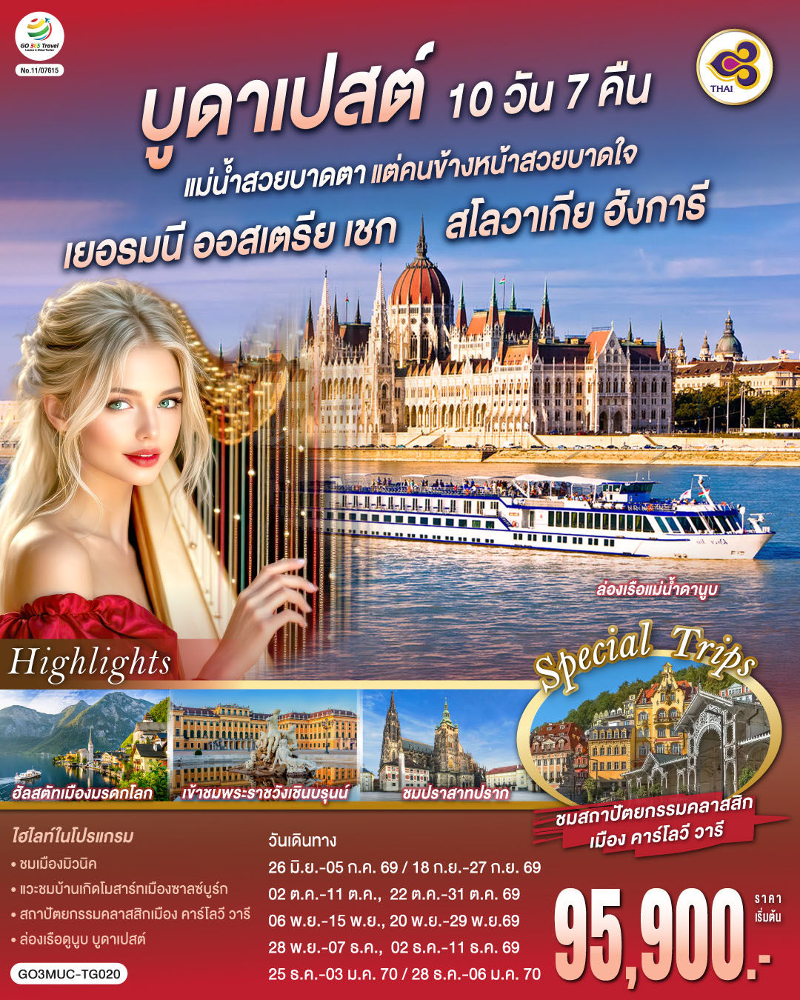 GO 365 Travel
Leaders in Global Tourism
No.11/07615
THAI
บูดาเปสต์ 10 วัน 7 คืน
แม่น้ำสวยบาดตา แต่คนข้างหน้าสวยบาดใจ
เยอรมนี ออสเตรีย เชก สโลวาเกีย ฮังการี
ล่องเรือแม่น้ำดานูบ
Highlights
Special Trips
ฮัลสตัทเมืองมรดกโลก
เข้าชมพระราชวังเชินบรุนน์
ชมปราสาทปราก
ชมสถาปัตยกรรมคลาสสิก
เมือง คาร์โลวี วารี
ไฮไลท์ในโปรแกรม
• ชมเมืองมิวนิค
• แวะชมบ้านเกิดโมสาร์ทเมืองซาลซ์บูร์ก
• สถาปัตยกรรมคลาสสิกเมือง คาร์โลวี วารี
• ล่องเรือดูนูบ บูดาเปสต์
GO3MUC-TG020
วันเดินทาง
26 มิ.ย.-05 ก.ค. 69 / 18 ก.ย.-27 ก.ย. 69
02 ต.ค.-11 ต.ค., 22 ต.ค.-31 ต.ค. 69
06 พ.ย.-15 พ.ย., 20 พ.ย.-29 พ.ย.69
28 พ.ย.-07 ธ.ค., 02 ธ.ค.-11 ธ.ค. 69
25 ธ.ค.-03 ม.ค. 70 / 28 ธ.ค.-06 ม.ค. 70
95,900.-
ราคา
เริ่มต้น